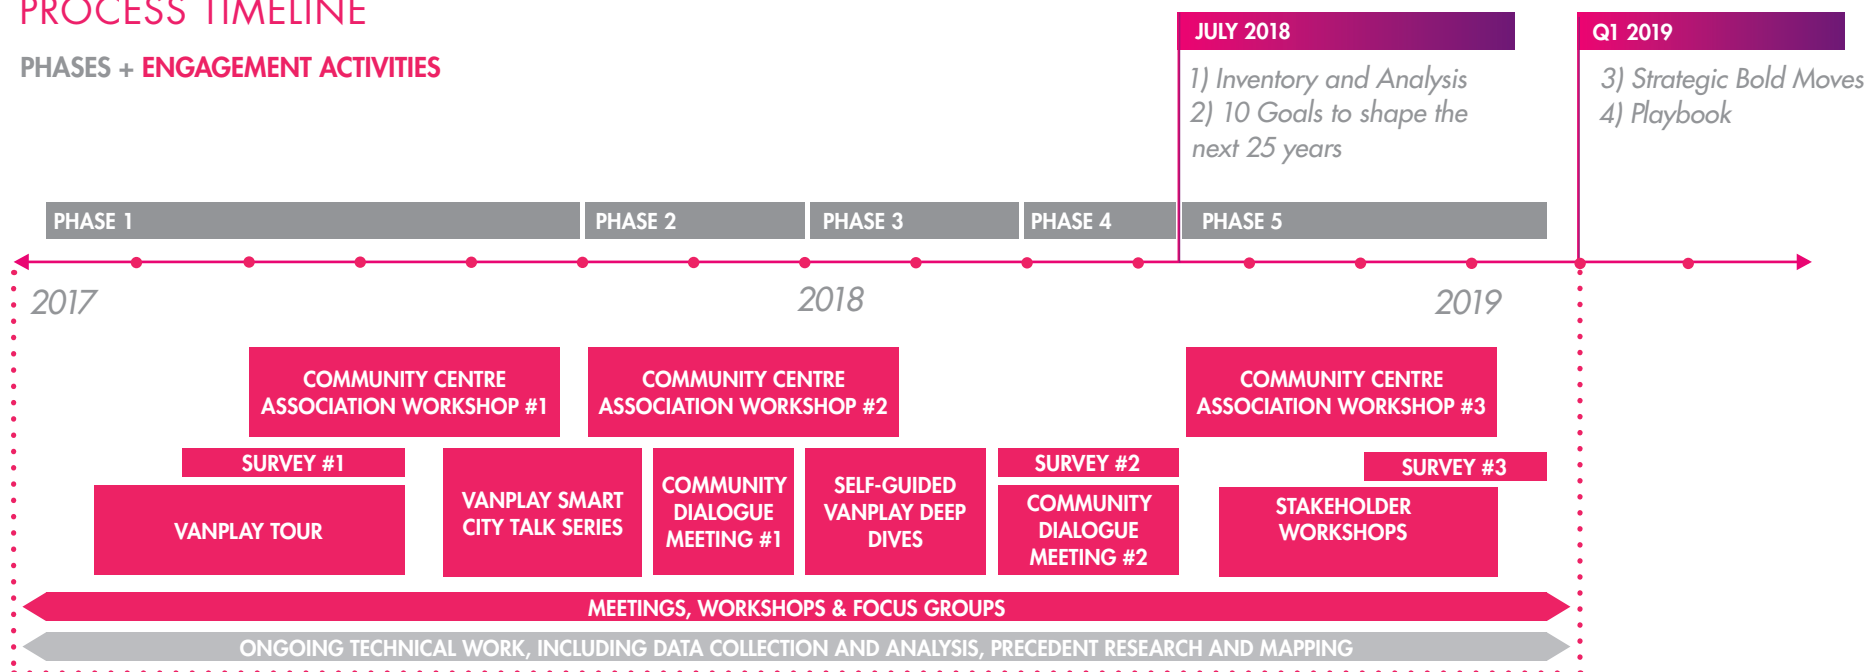 PROCESS TIMELINE
PHASES + ENGAGEMENT ACTIVITIES
JULY 2018
1) Inventory and Analysis
2) 10 Goals to shape the
next 25 years
Q1 2019
3) Strategic Bold Moves
4) Playbook
PHASE 1
PHASE 2
PHASE 3
PHASE 4
PHASE 5
2017
2018
2019
COMMUNITY CENTRE
ASSOCIATION WORKSHOP #1
COMMUNITY CENTRE
ASSOCIATION WORKSHOP #2
COMMUNITY CENTRE
ASSOCIATION WORKSHOP #3
SURVEY #1
VANPLAY TOUR
VANPLAY SMART
CITY TALK SERIES
COMMUNITY
DIALOGUE
MEETING #1
SELF-GUIDED
VANPLAY DEEP
DIVES
SURVEY #2
COMMUNITY
DIALOGUE
MEETING #2
SURVEY #3
STAKEHOLDER
WORKSHOPS
MEETINGS, WORKSHOPS & FOCUS GROUPS
ONGOING TECHNICAL WORK, INCLUDING DATA COLLECTION AND ANALYSIS, PRECEDENT RESEARCH AND MAPPING